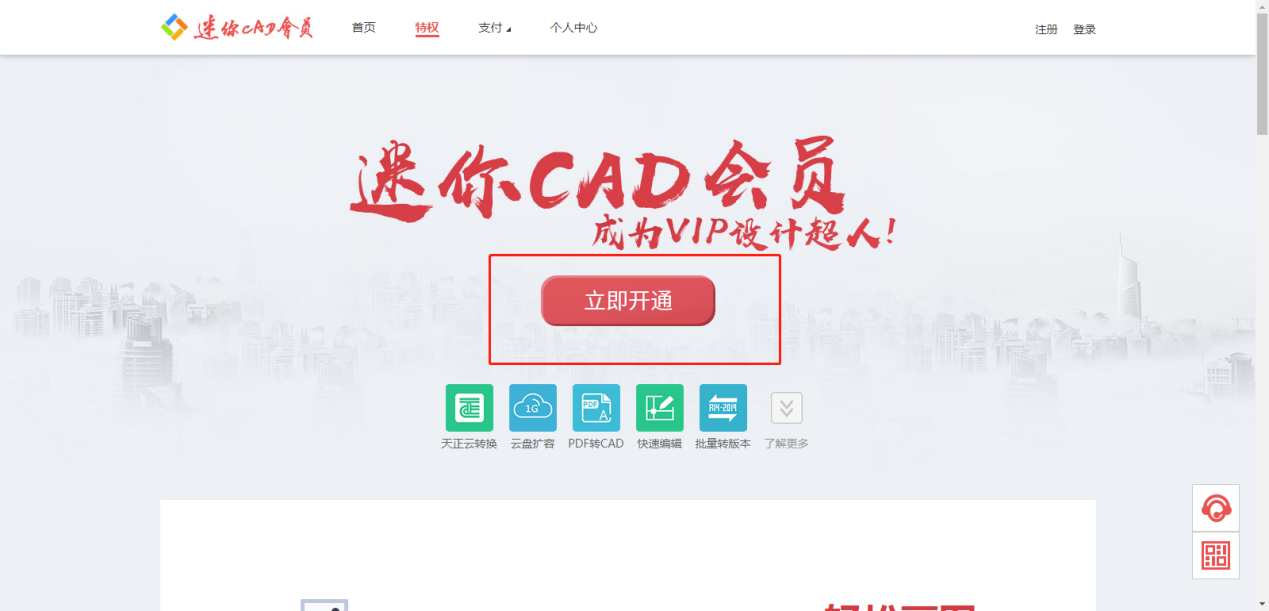 迷你CAD会员 首页 特权 支付 个人中心 注册 登录
迷你CAD会员
成为VIP设计超人!
立即开通
1G PDF A R14-2019
天正云转换 云盘扩容 PDF转CAD 快速编辑 批量转版本 了解更多